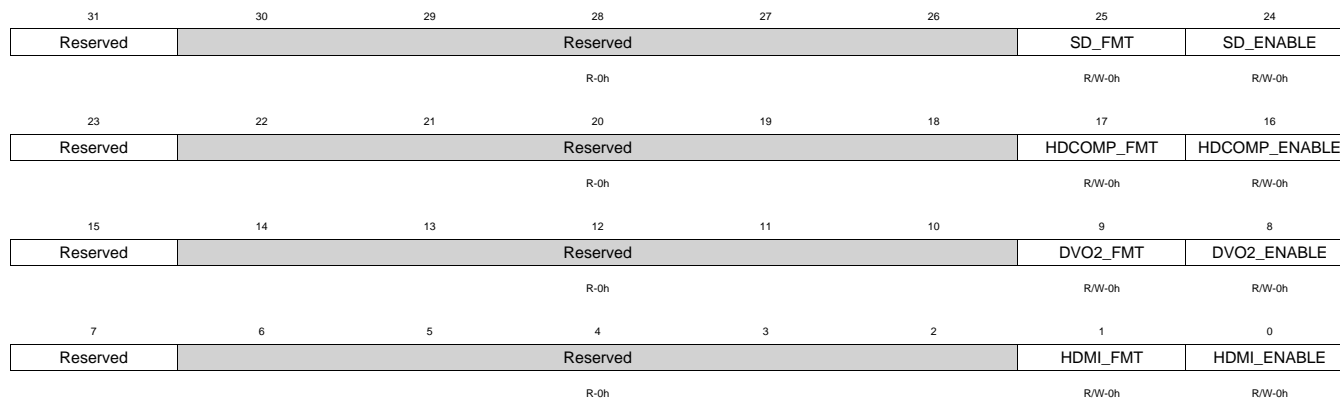 31 30 29 28 27 26 25 24
Reserved Reserved SD_FMT SD_ENABLE
R-0h R/W-0h R/W-0h
23 22 21 20 19 18 17 16
Reserved Reserved HDCOMP_FMT HDCOMP_ENABLE
R-0h R/W-0h R/W-0h
15 14 13 12 11 10 9 8
Reserved Reserved DVO2_FMT DVO2_ENABLE
R-0h R/W-0h R/W-0h
7 6 5 4 3 2 1 0
Reserved Reserved HDMI_FMT HDMI_ENABLE
R-0h R/W-0h R/W-0h